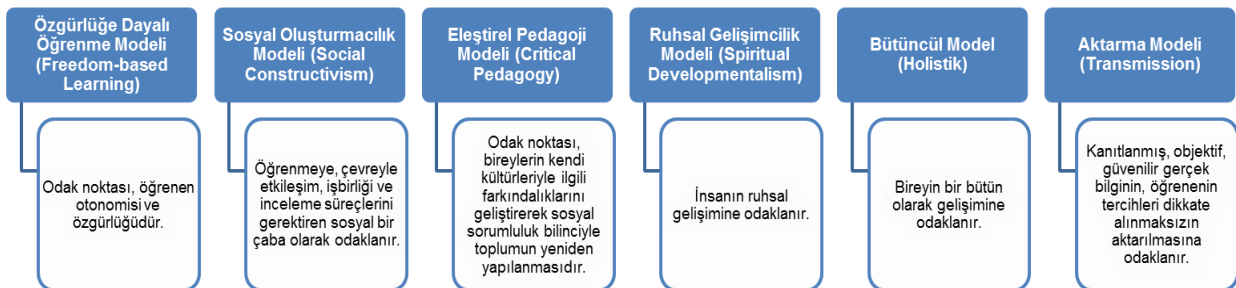 Özgürlüğe Dayalı
Öğrenme Modeli
(Freedom-based
Learning)
Odak noktası, öğrenen
otonomisi ve
özgürlüğüdür.
Sosyal Oluşturmacılık
Modeli (Social
Constructivism)
Öğrenmeye, çevreyle
etkileşim, işbirliği ve
inceleme süreçlerini
gerektiren sosyal bir
çaba olarak odaklanır.
Eleştirel Pedagoji
Modeli (Critical
Pedagogy)
Odak noktası,
bireylerin kendi
kültürleriyle ilgili
farkındalıklarını
geliştirerek sosyal
sorumluluk bilinciyle
toplumun yeniden
yapılanmasıdır.
Ruhsal Gelişimcilik
Modeli (Spiritual
Developmentalism)
İnsanın ruhsal
gelişimine odaklanır.
Bütüncül Model
(Holistik)
Bireyin bir bütün
olarak gelişimine
odaklanır.
Aktarma Modeli
(Transmission)
Kanıtlanmış, objektif,
güvenilir gerçek
bilginin, öğrenenin
tercihleri dikkate
alınmaksızın
aktarılmasına
odaklanır.